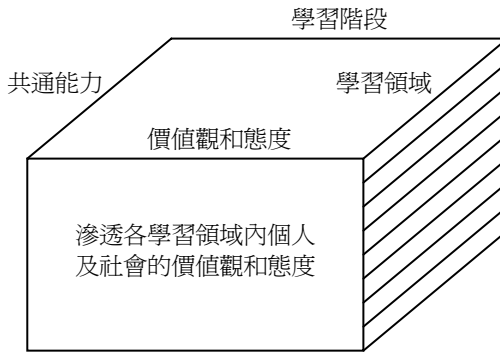 學習階段
共通能力
學習領域
價值觀和態度
滲透各學習領域內個人
及社會的價值觀和態度